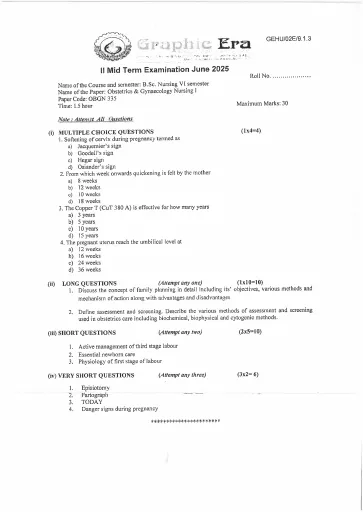 GEHU/02E/9.1.3
Graphic Era
II Mid Term Examination June 2025
Roll No. ...................
Name of the Course and semester: B.Sc. Nursing VI semester
Name of the Paper: Obstetrics & Gynaecology Nursing I
Paper Code: OBGN 335
Time: 1.5 hour
Maximum Marks: 30
Note : Attempt All Questions
(i) MULTIPLE CHOICE QUESTIONS (1x4=4)
1. Softening of cervix during pregnancy termed as
a) Jacquemier's sign
b) Goodell's sign
c) Hegar sign
d) Osiander's sign
2. From which week onwards quickening is felt by the mother
a) 8 weeks
b) 12 weeks
c) 10 weeks
d) 18 weeks
3. The Copper T (CuT 380 A) is effective for how many years
a) 3 years
b) 5 years
c) 10 years
d) 15 years
4. The pregnant uterus reach the umbilical level at
a) 12 weeks
b) 16 weeks
c) 24 weeks
d) 36 weeks
(ii) LONG QUESTIONS (Attempt any one) (1x10=10)
1. Discuss the concept of family planning in detail including its' objectives, various methods and
mechanism of action along with advantages and disadvantages
2. Define assessment and screening. Describe the various methods of assessment and screening
used in obstetrics care including biochemical, biophysical and cytogenic methods.
(iii) SHORT QUESTIONS (Attempt any two) (2x5=10)
1. Active management of third stage labour
2. Essential newborn care
3. Physiology of first stage of labour
(iv) VERY SHORT QUESTIONS (Attempt any three) (3x2= 6)
1. Episiotomy
2. Partograph
3. TODAY
4. Danger signs during pregnancy
***********************